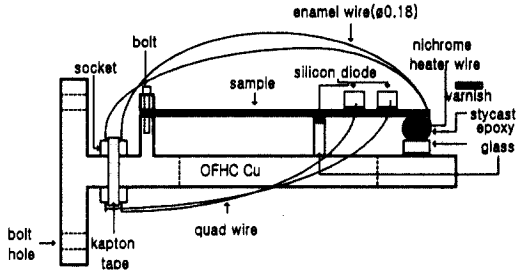 enamel wire(ø0.18)
bolt
nichrome
heater wire
socket
silicon diode
sample
varnish
stycast
epoxy
glass
OFHC Cu
bolt
hole
kapton
tape
quad wire